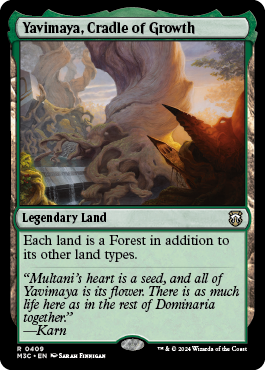 Yavimaya, Cradle of Growth
Legendary Land
Each land is a Forest in addition to
its other land types.
“Multani’s heart is a seed, and all of
Yavimaya is its flower. There is as much
life here as in the rest of Dominaria
together.”
—Karn
R 0409
M3C • EN Sarah Finnigan
™ & © 2024 Wizards of the Coast